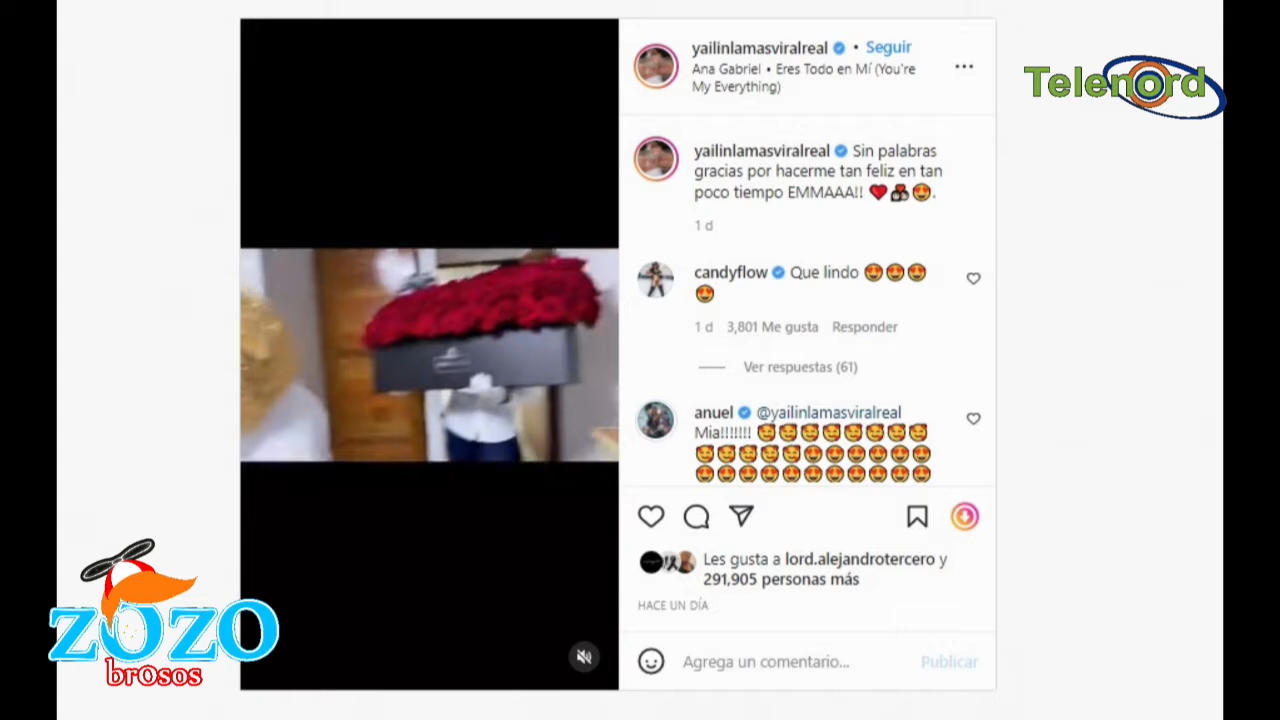 yailinlamasviralreal • Seguir
Ana Gabriel • Eres Todo en Mí (You're
My Everything)
Telenord
yailinlamasviralreal Sin palabras
gracias por hacerme tan feliz en tan
poco tiempo EMMAAA!! ❤️💏😍.
1 d
candyflow Que lindo 😍😍😍
😍
1 d 3,801 Me gusta Responder
Ver respuestas (61)
anuel @yailinlamasviralreal
Mia!!!!!!! 🥰🥰🥰🥰🥰🥰🥰🥰
🥰🥰🥰🥰🥰😍😍😍😍😍😍
😍😍😍😍😍😍😍😍😍😍😍
Les gusta a lord.alejandrotercero y
291,905 personas más
HACE UN DÍA
Agrega un comentario... Publicar
zozo
brosos